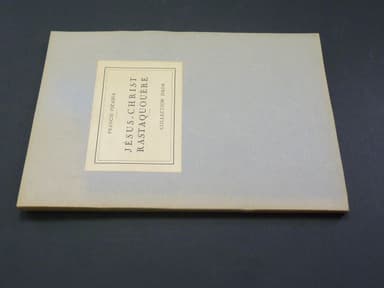 FRANCIS PICABIA
JÉSUS-CHRIST
RASTAQUOUÈRE
COLLECTION DADA